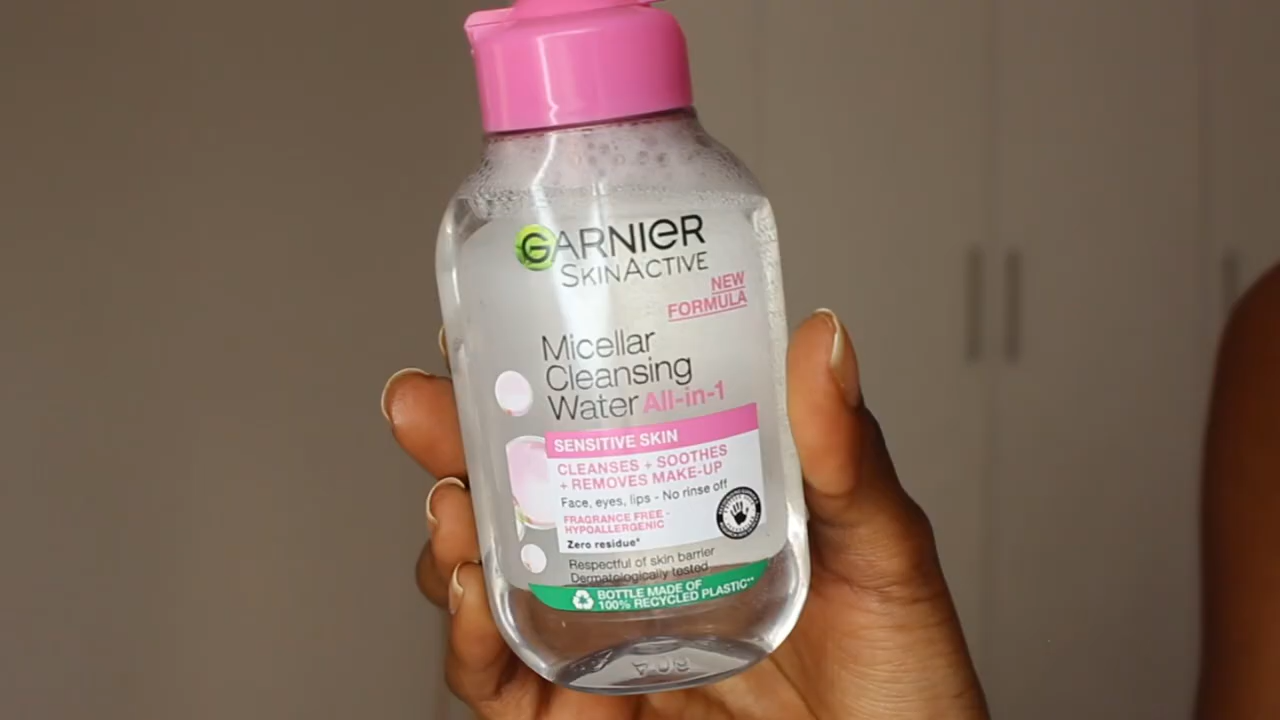 GARNIER
SKINACTIVE
NEW
FORMULA
Micellar
Cleansing
Water All-in-1
SENSITIVE SKIN
CLEANSES + SOOTHES
+ REMOVES MAKE-UP
Face, eyes, lips - No rinse off
FRAGRANCE FREE -
HYPOALLERGENIC
Zero residue*
Respectful of skin barrier
Dermatologically tested
BOTTLE MADE OF
100% RECYCLED PLASTIC**